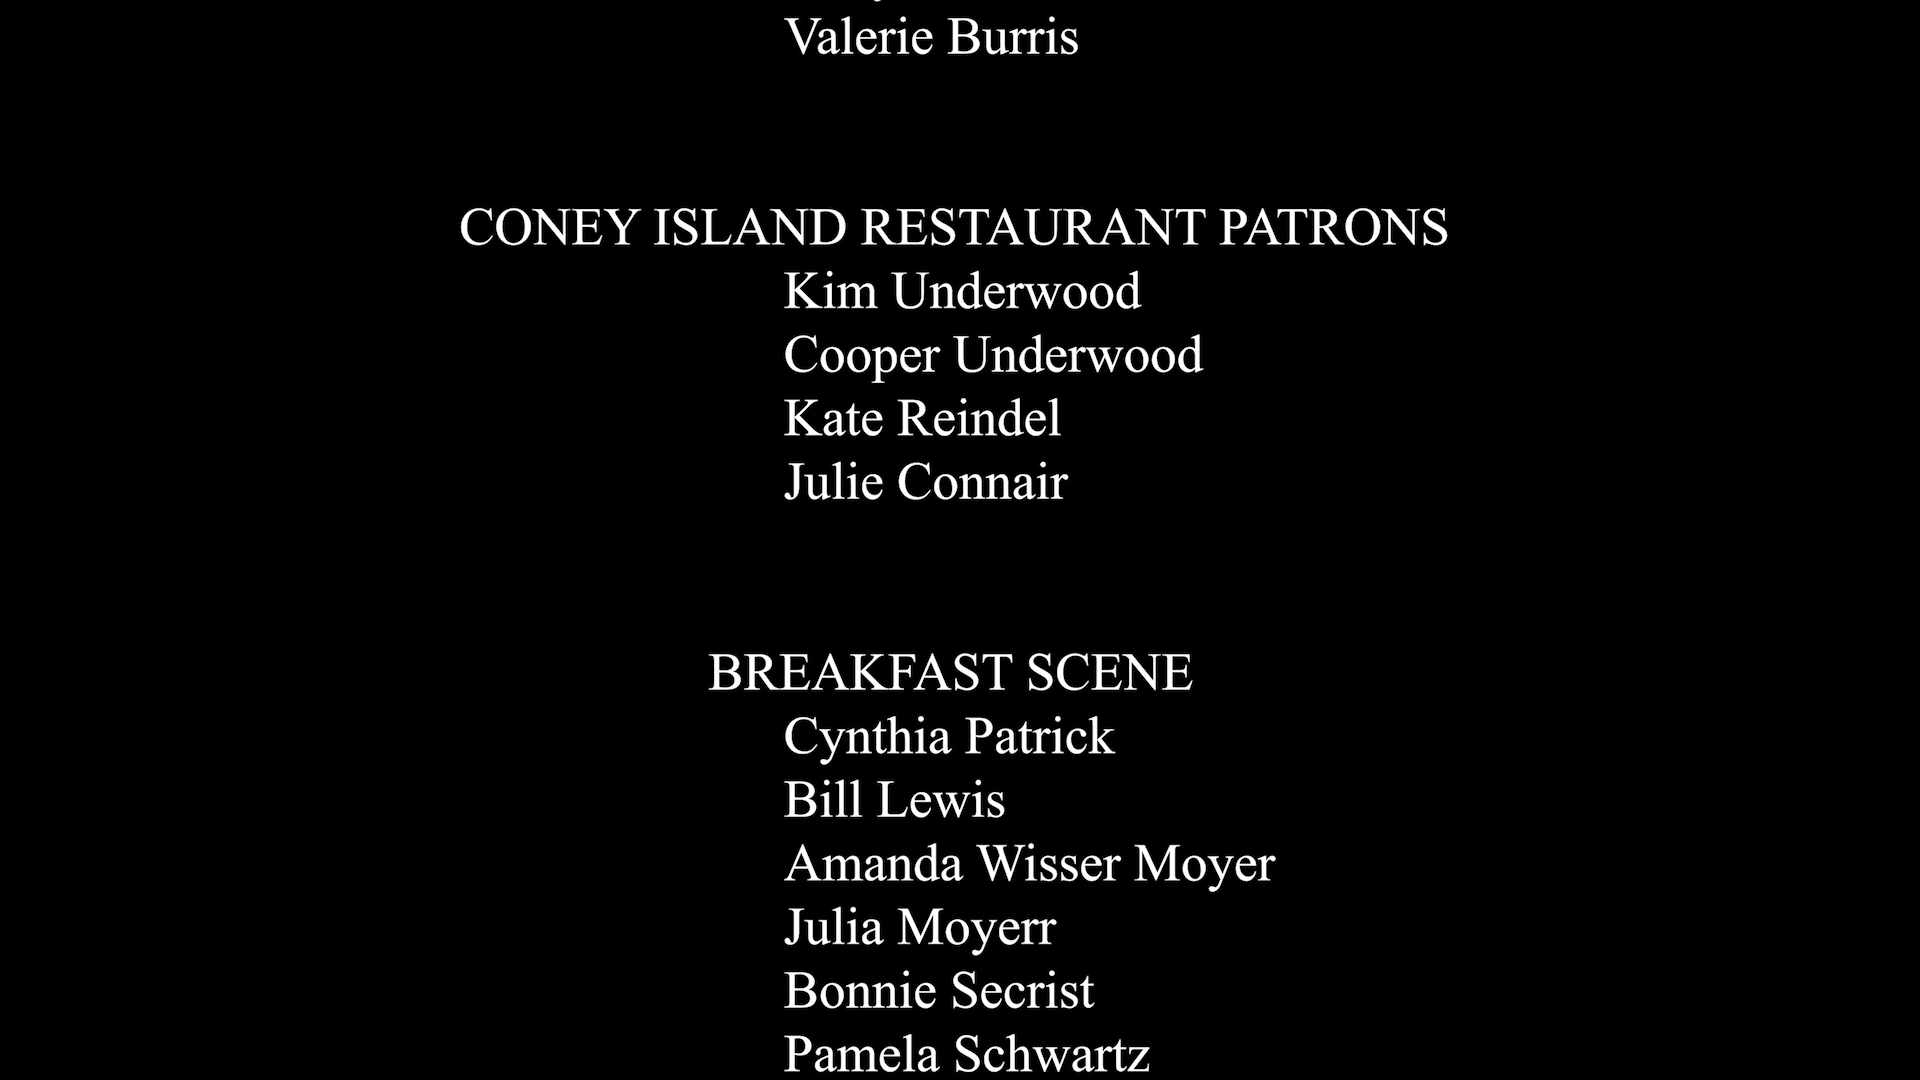 Valerie Burris
CONEY ISLAND RESTAURANT PATRONS
Kim Underwood
Cooper Underwood
Kate Reindel
Julie Connair
BREAKFAST SCENE
Cynthia Patrick
Bill Lewis
Amanda Wisser Moyer
Julia Moyerr
Bonnie Secrist
Pamela Schwartz